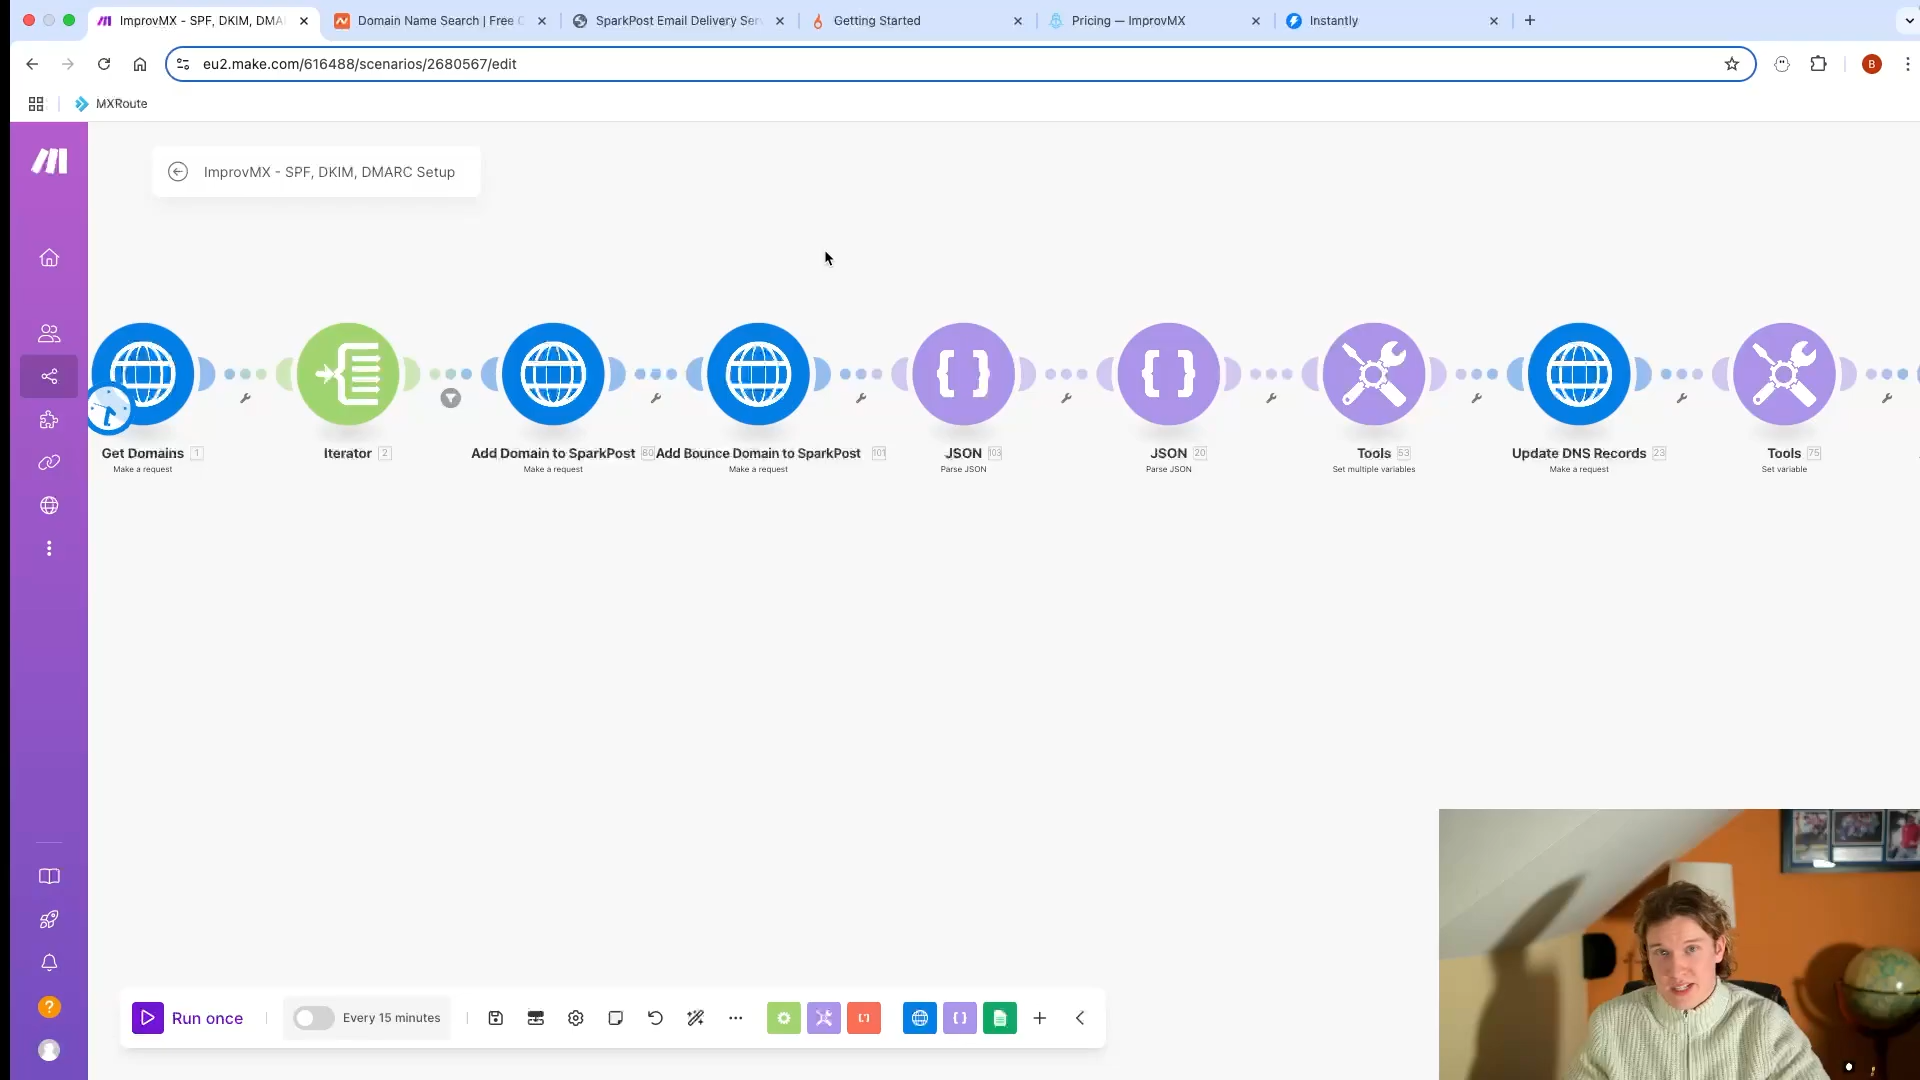 ImprovMX - SPF, DKIM, DMA
Domain Name Search | Free
SparkPost Email Delivery Ser
Getting Started
Pricing — ImprovMX
Instantly
eu2.make.com/616488/scenarios/2680567/edit
B
MXRoute
ImprovMX - SPF, DKIM, DMARC Setup
Get Domains 1
Make a request
Iterator 2
Add Domain to SparkPost 80
Make a request
Add Bounce Domain to SparkPost 101
Make a request
JSON 103
Parse JSON
JSON 20
Parse JSON
Tools 53
Set multiple variables
Update DNS Records 23
Make a request
Tools 75
Set variable
Run once
Every 15 minutes